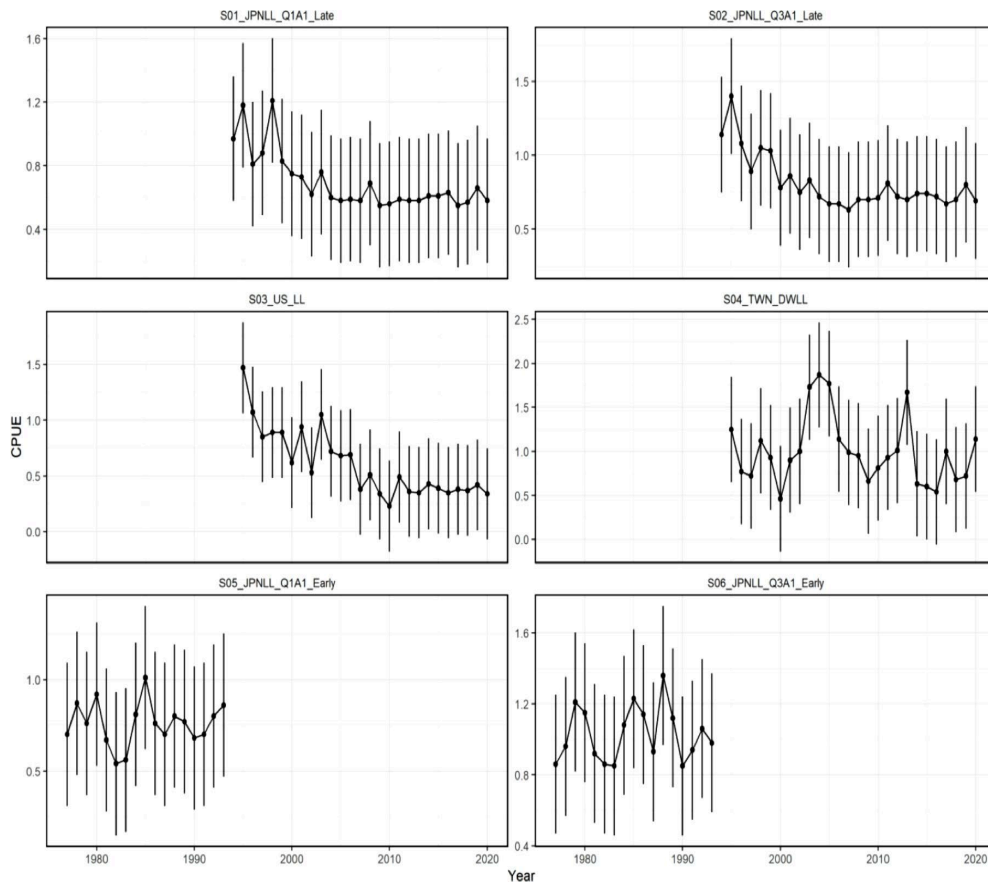 S01_JPNLL_Q1A1_Late
S02_JPNLL_Q3A1_Late
1.6
1.2
0.8
0.4
1.5
1.0
0.5
S03_US_LL
S04_TWN_DWLL
1.5
1.0
0.5
0.0
2.5
2.0
1.5
1.0
0.5
0.0
CPUE
S05_JPNLL_Q1A1_Early
S06_JPNLL_Q3A1_Early
1.0
0.5
1.6
1.2
0.8
0.4
1980 1990 2000 2010 2020
1980 1990 2000 2010 2020
Year